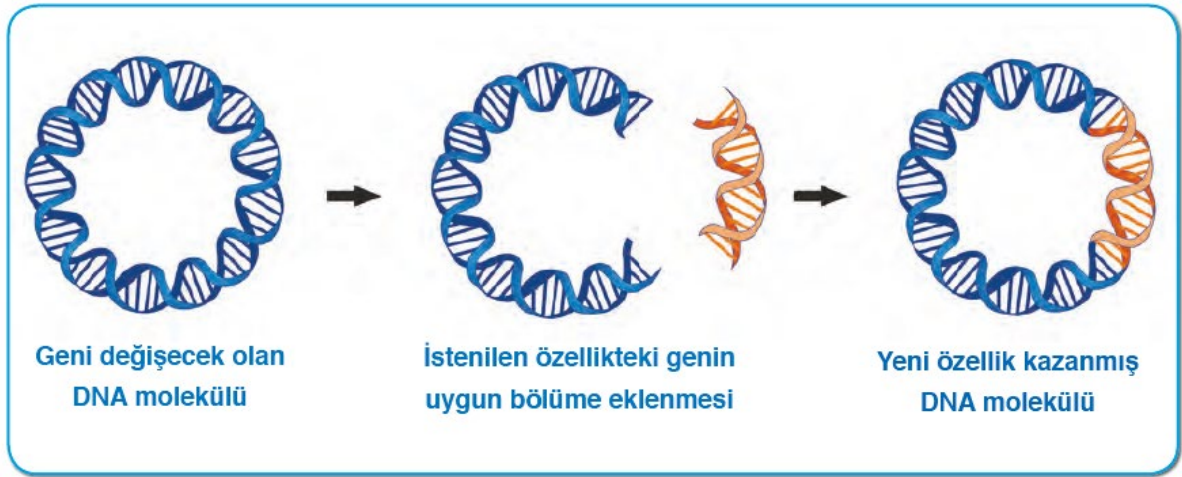 Geni değişecek olan
DNA molekülü
İstenilen özellikteki genin
uygun bölüme eklenmesi
Yeni özellik kazanmış
DNA molekülü